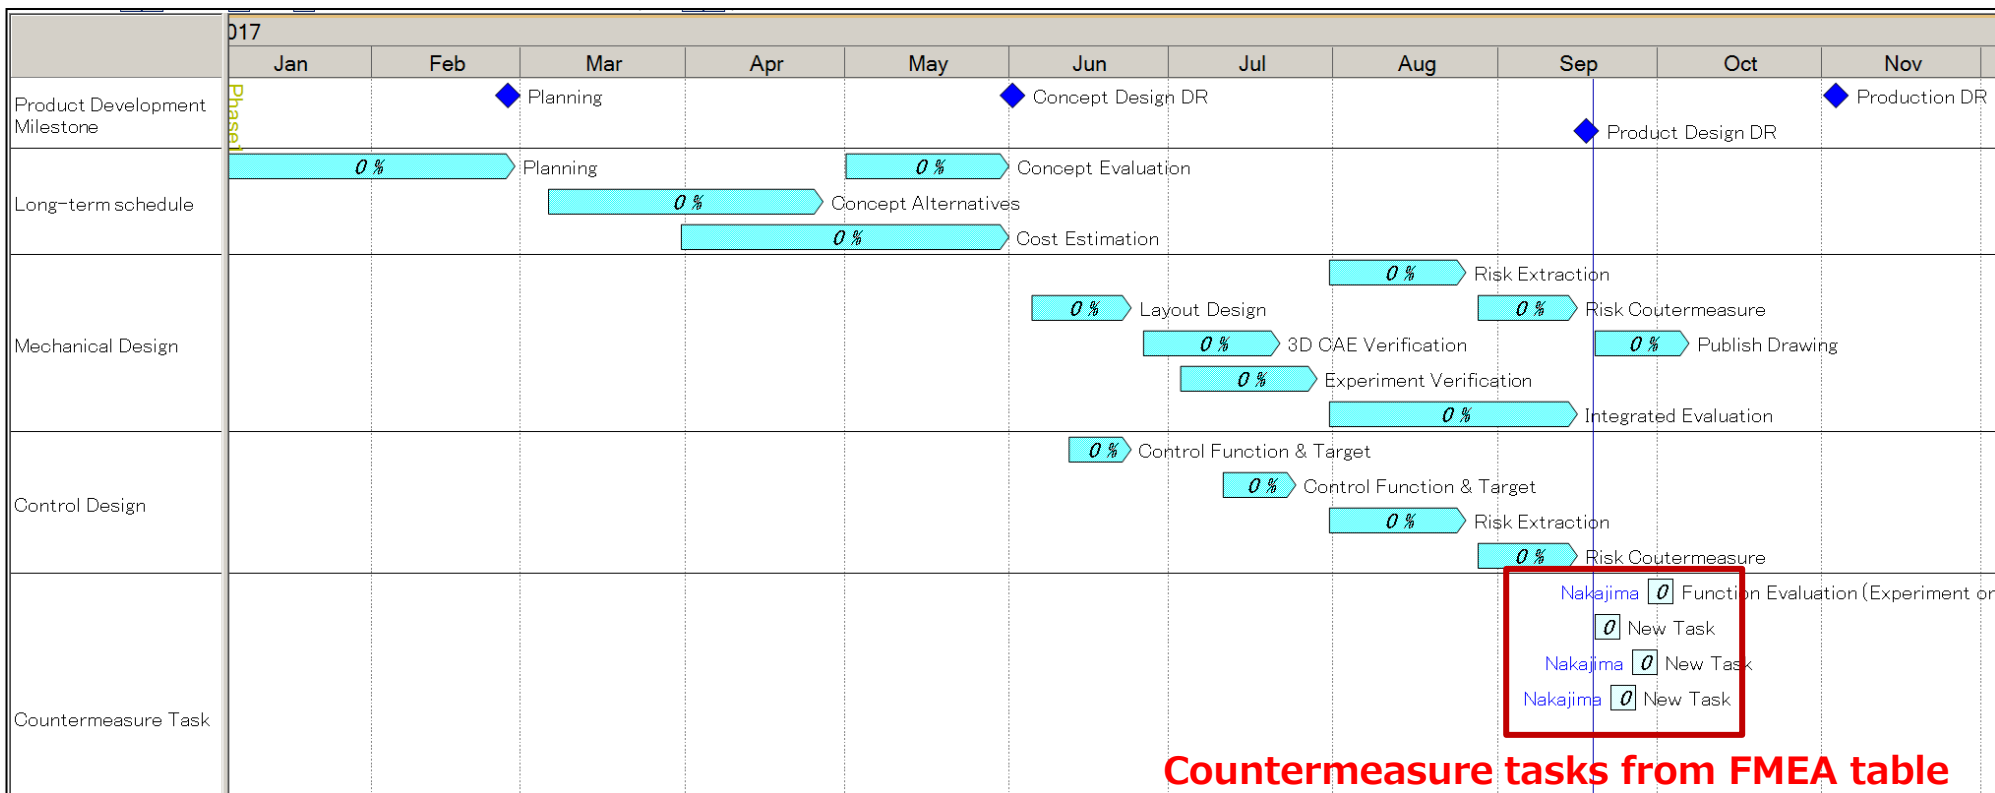 017
Jan Feb Mar Apr May Jun Jul Aug Sep Oct Nov
Product Development
Milestone
Phase1
Planning
Concept Design DR
Production DR
Product Design DR
Long-term schedule
0 % Planning
0 % Concept Evaluation
0 % Concept Alternatives
0 % Cost Estimation
Mechanical Design
0 % Risk Extraction
0 % Layout Design
0 % Risk Coutermeasure
0 % 3D CAE Verification
0 % Publish Drawing
0 % Experiment Verification
0 % Integrated Evaluation
Control Design
0 % Control Function & Target
0 % Control Function & Target
0 % Risk Extraction
0 % Risk Coutermeasure
Countermeasure Task
Nakajima 0 Function Evaluation (Experiment or
0 New Task
Nakajima 0 New Task
Nakajima 0 New Task
Countermeasure tasks from FMEA table